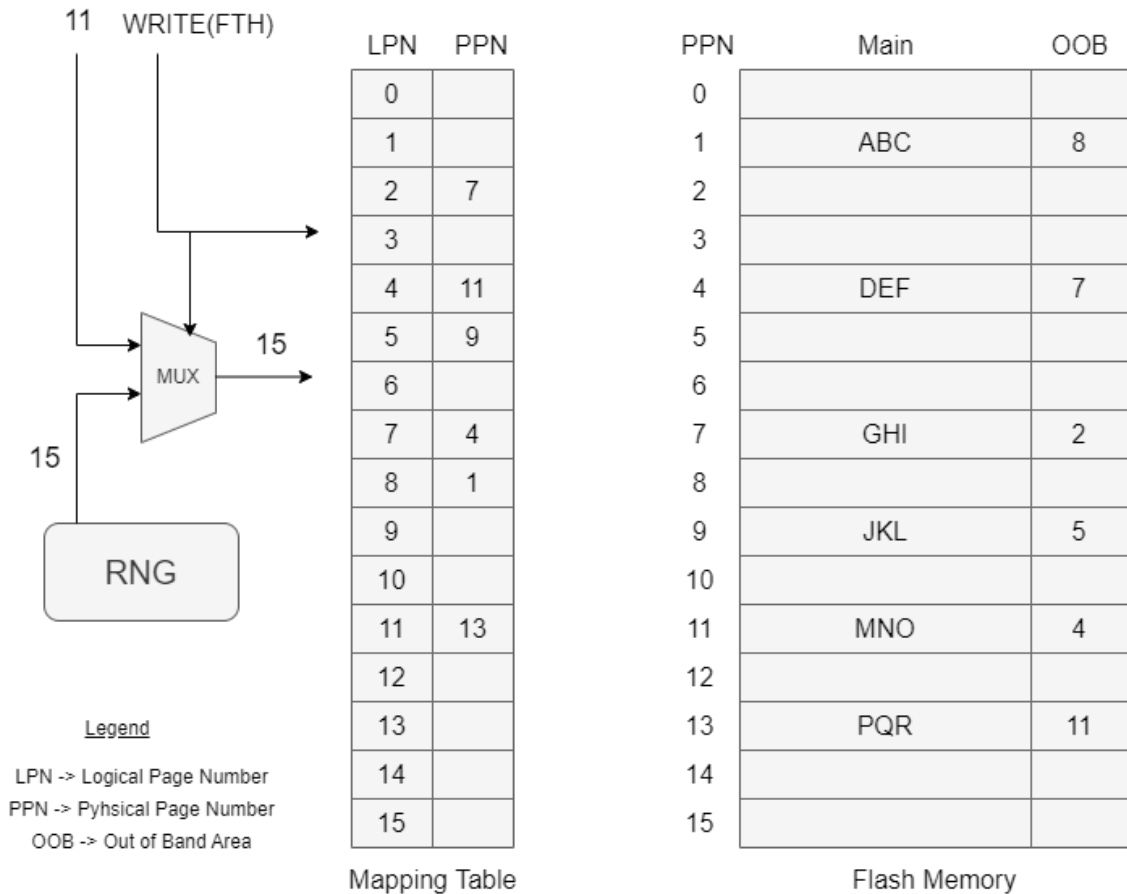 11 WRITE(FTH)
LPN PPN
PPN Main OOB
0
0
1
1 ABC 8
2 7
2
3
3
4 11
4 DEF 7
5 9
5
15
MUX
6
6
7 4
7 GHI 2
15
8 1
8
9
9 JKL 5
RNG
10
10
11 13
11 MNO 4
12
12
Legend
13
13 PQR 11
LPN -> Logical Page Number
14
14
PPN -> Pyhsical Page Number
15
15
OOB -> Out of Band Area
Mapping Table
Flash Memory